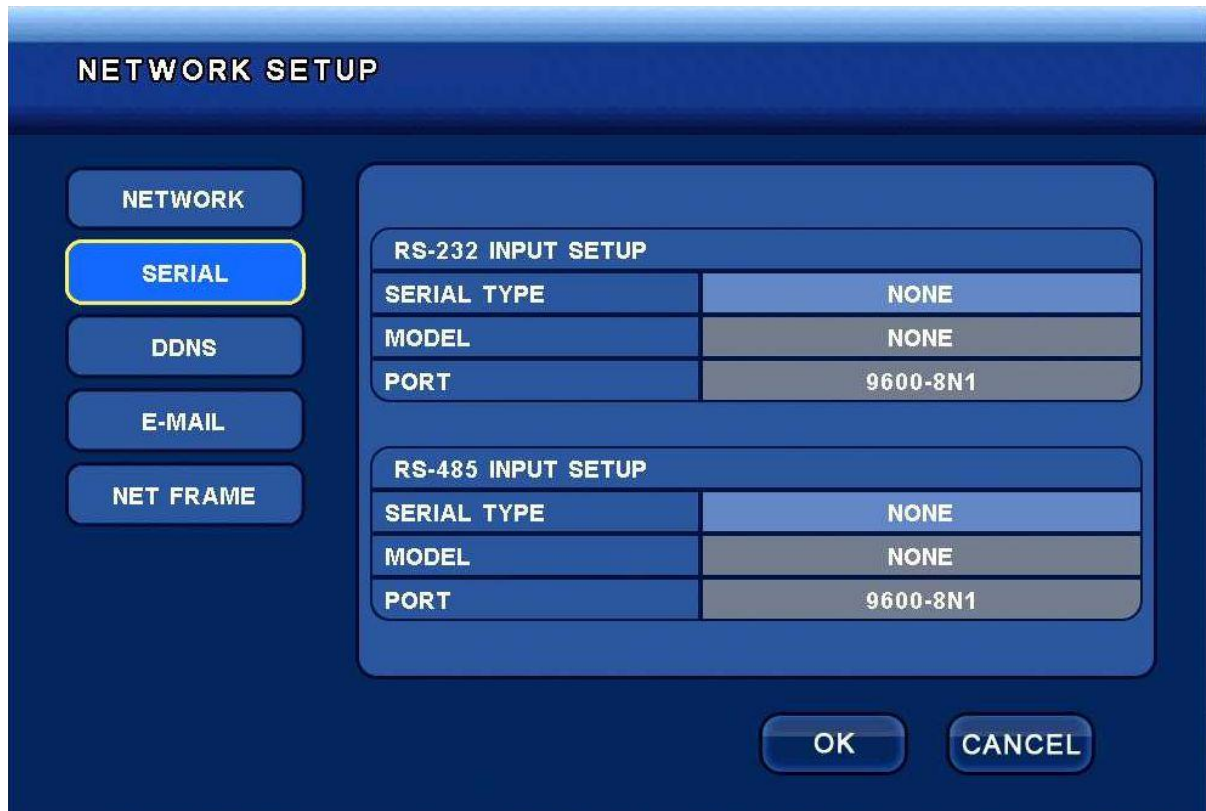 NETWORK SETUP
NETWORK
SERIAL
DDNS
E-MAIL
NET FRAME
RS-232 INPUT SETUP
SERIAL TYPE NONE
MODEL NONE
PORT 9600-8N1
RS-485 INPUT SETUP
SERIAL TYPE NONE
MODEL NONE
PORT 9600-8N1
OK CANCEL